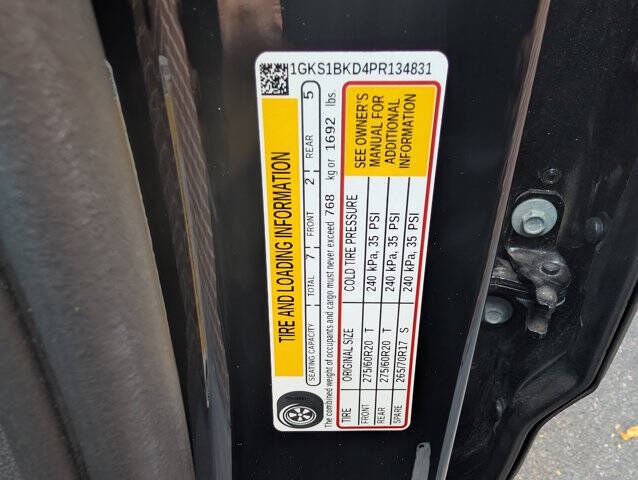 1GKS1BKD4PR134831
TIRE AND LOADING INFORMATION
SEATING CAPACITY TOTAL 7 FRONT 2 REAR 5
The combined weight of occupants and cargo must never exceed 768 kg or 1692 lbs.
TIRE ORIGINAL SIZE COLD TIRE PRESSURE
FRONT 275/60R20 T 240 kPa, 35 PSI
REAR 275/60R20 T 240 kPa, 35 PSI
SPARE 265/70R17 S 240 kPa, 35 PSI
SEE OWNER'S
MANUAL FOR
ADDITIONAL
INFORMATION